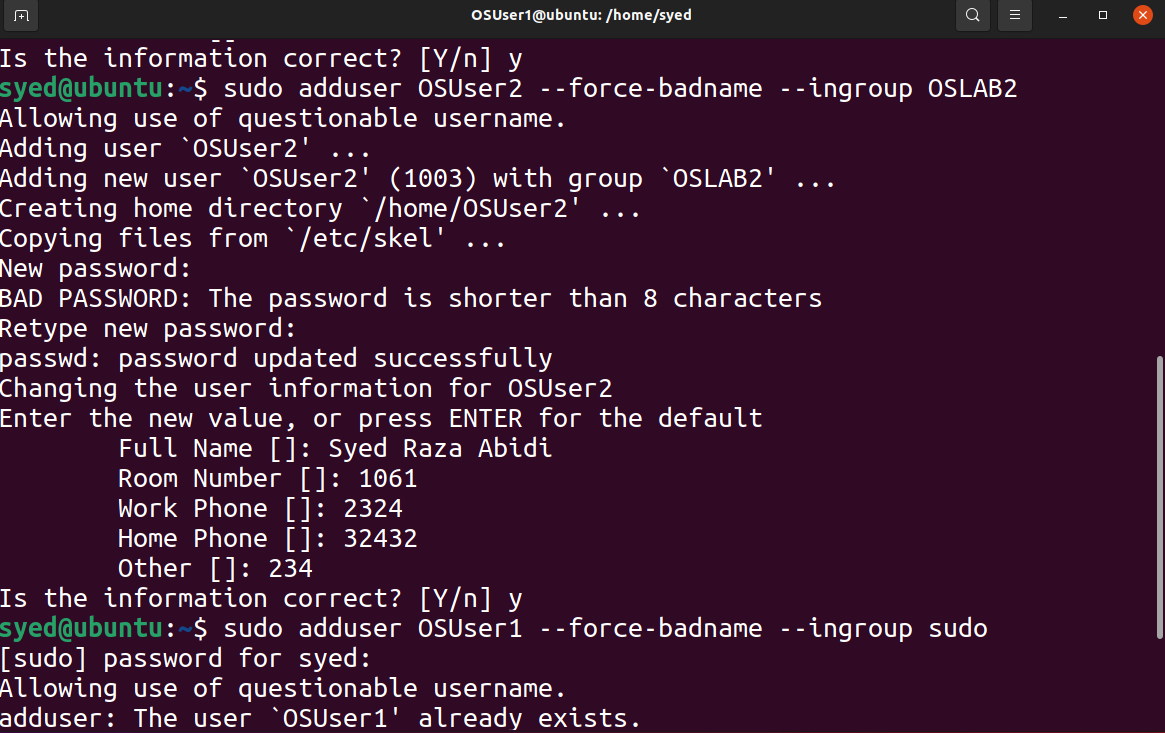 OSUser1@ubuntu: /home/syed
Is the information correct? [Y/n] y
syed@ubuntu:~$ sudo adduser OSUser2 --force-badname --ingroup OSLAB2
Allowing use of questionable username.
Adding user `OSUser2' ...
Adding new user `OSUser2' (1003) with group `OSLAB2' ...
Creating home directory `/home/OSUser2' ...
Copying files from `/etc/skel' ...
New password:
BAD PASSWORD: The password is shorter than 8 characters
Retype new password:
passwd: password updated successfully
Changing the user information for OSUser2
Enter the new value, or press ENTER for the default
        Full Name []: Syed Raza Abidi
        Room Number []: 1061
        Work Phone []: 2324
        Home Phone []: 32432
        Other []: 234
Is the information correct? [Y/n] y
syed@ubuntu:~$ sudo adduser OSUser1 --force-badname --ingroup sudo
[sudo] password for syed:
Allowing use of questionable username.
adduser: The user `OSUser1' already exists.